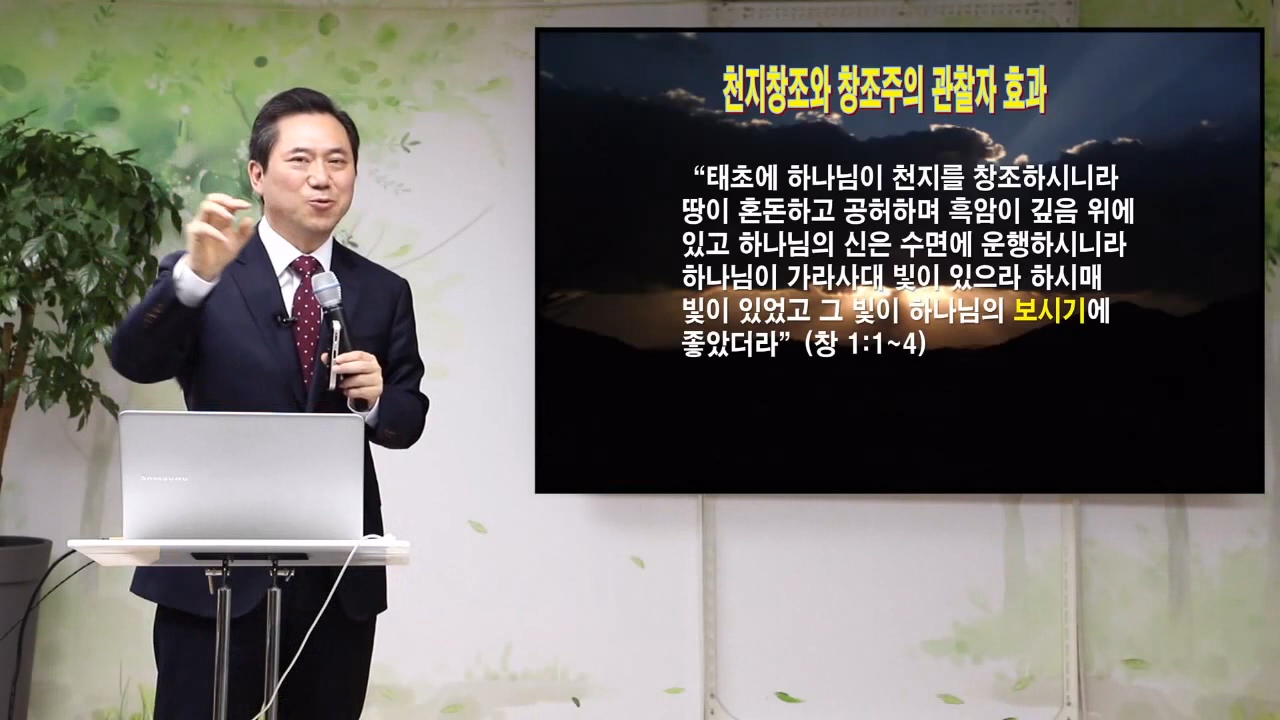 천지창조와 창조주의 관찰자 효과
“태초에 하나님이 천지를 창조하시니라
땅이 혼돈하고 공허하며 흑암이 깊음 위에
있고 하나님의 신은 수면에 운행하시니라
하나님이 가라사대 빛이 있으라 하시매
빛이 있었고 그 빛이 하나님의 보시기에
좋았더라” (창 1:1~4)
SAMSUNG